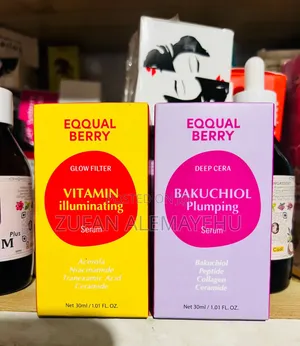 EQQUAL
BERRY
GLOW FILTER
VITAMIN
illuminating
Serum
Acerola
Niacinamide
Tranexamic Acid
Ceramide
Net 30ml / 1.01 FL. OZ.
EQQUAL
BERRY
DEEP CERA
BAKUCHIOL
Plumping
Serum
Bakuchiol
Peptide
Collagen
Ceramide
Net 30ml / 1.01 FL. OZ.
ZUFAN ALEMAYEHU
Plus
M